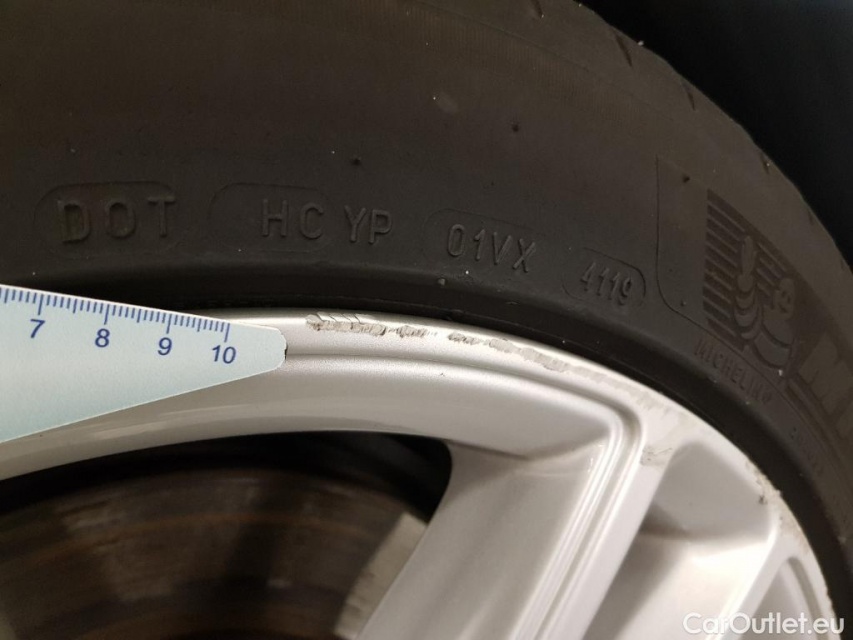 DOT HC YP 01VX 4119
MICHELIN
7 8 9 10
CarOutlet.eu